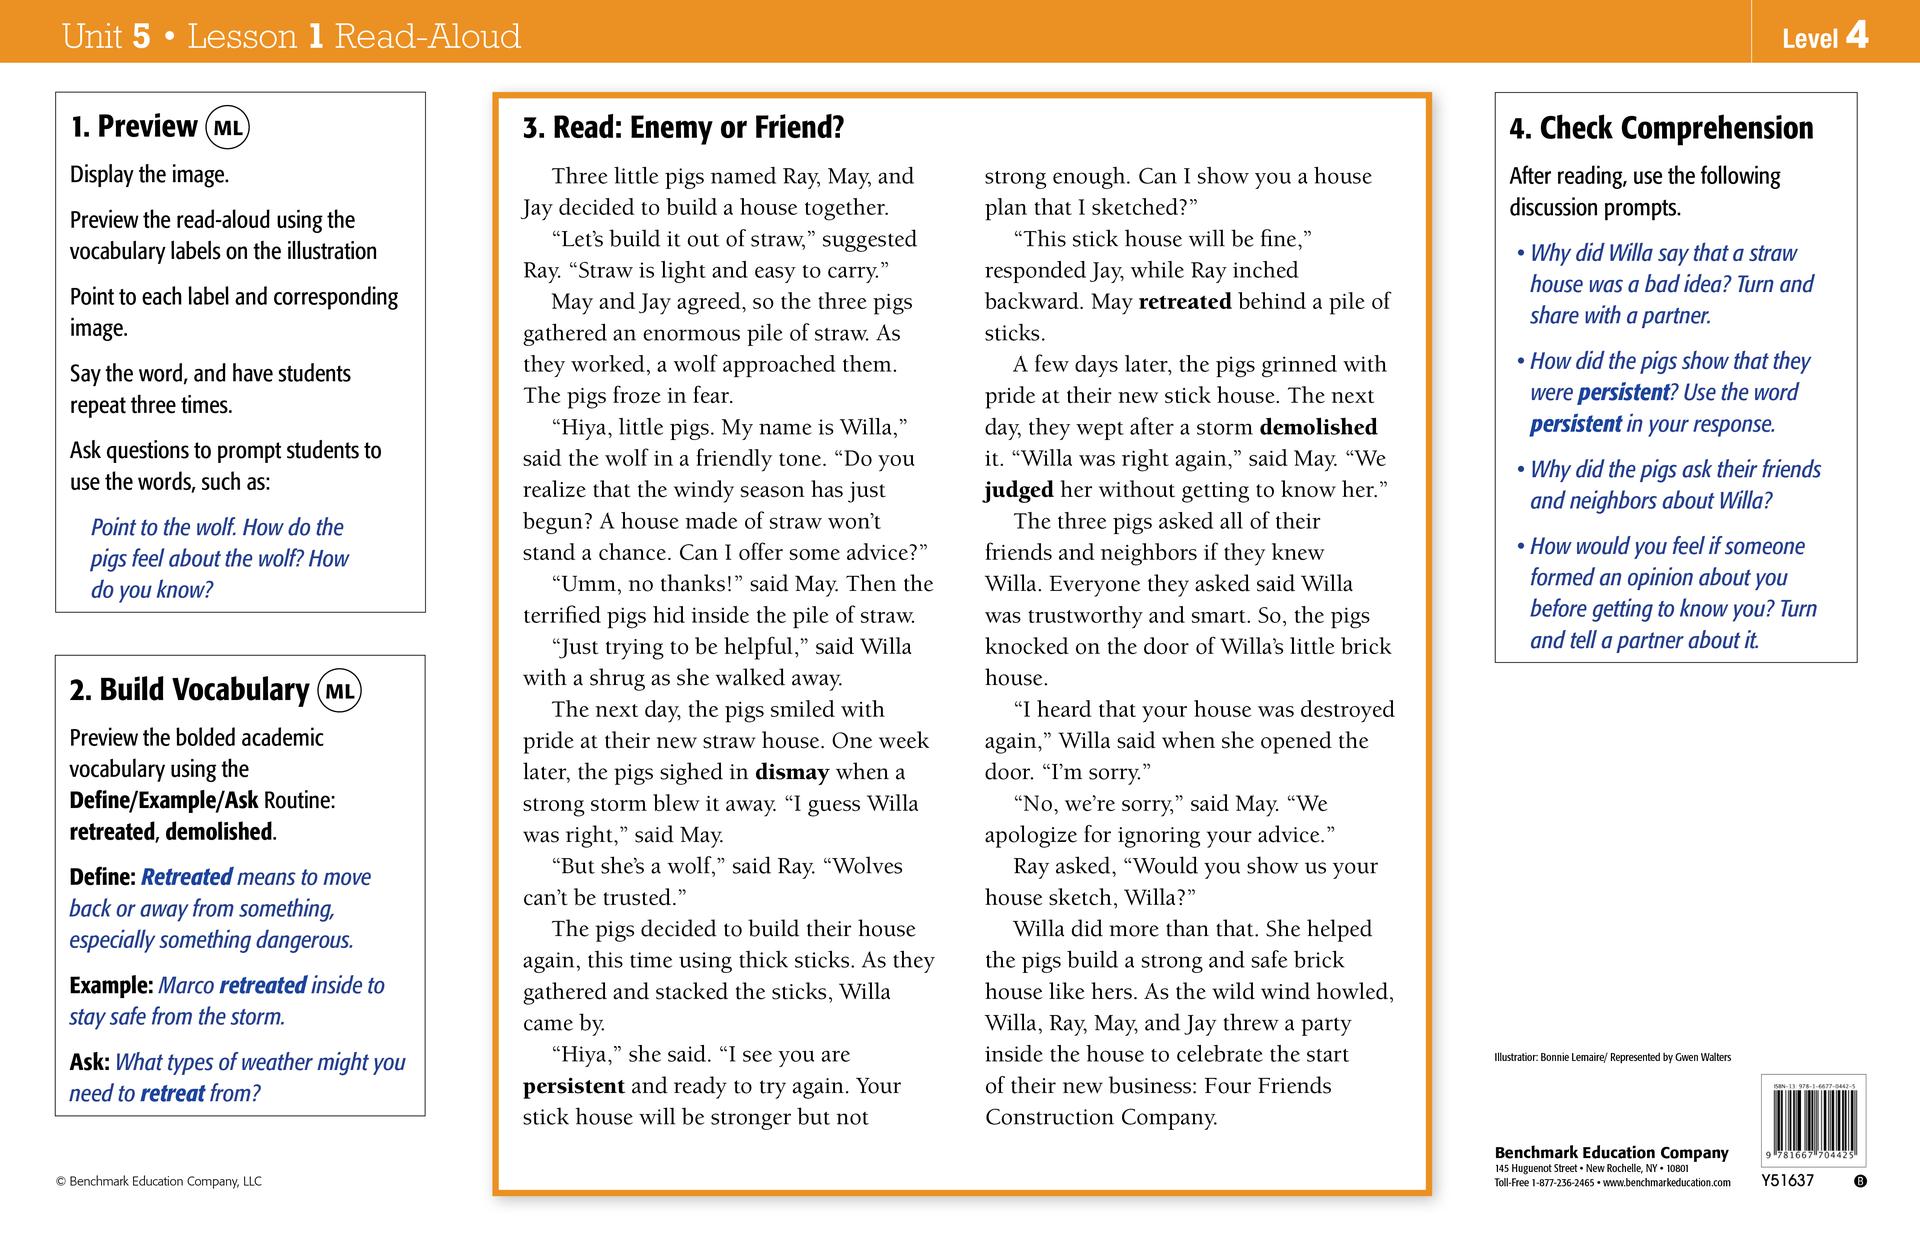 Unit 5 • Lesson 1 Read-Aloud
Level 4
1. Preview ML
Display the image.
Preview the read-aloud using the
vocabulary labels on the illustration
Point to each label and corresponding
image.
Say the word, and have students
repeat three times.
Ask questions to prompt students to
use the words, such as:
Point to the wolf. How do the
pigs feel about the wolf? How
do you know?
2. Build Vocabulary ML
Preview the bolded academic
vocabulary using the
Define/Example/Ask Routine:
retreated, demolished.
Define: Retreated means to move
back or away from something,
especially something dangerous.
Example: Marco retreated inside to
stay safe from the storm.
Ask: What types of weather might you
need to retreat from?
© Benchmark Education Company, LLC
3. Read: Enemy or Friend?
Three little pigs named Ray, May, and
Jay decided to build a house together.
“Let’s build it out of straw,” suggested
Ray. “Straw is light and easy to carry.”
May and Jay agreed, so the three pigs
gathered an enormous pile of straw. As
they worked, a wolf approached them.
The pigs froze in fear.
“Hiya, little pigs. My name is Willa,”
said the wolf in a friendly tone. “Do you
realize that the windy season has just
begun? A house made of straw won’t
stand a chance. Can I offer some advice?”
“Umm, no thanks!” said May. Then the
terrified pigs hid inside the pile of straw.
“Just trying to be helpful,” said Willa
with a shrug as she walked away.
The next day, the pigs smiled with
pride at their new straw house. One week
later, the pigs sighed in dismay when a
strong storm blew it away. “I guess Willa
was right,” said May.
“But she’s a wolf,” said Ray. “Wolves
can’t be trusted.”
The pigs decided to build their house
again, this time using thick sticks. As they
gathered and stacked the sticks, Willa
came by.
“Hiya,” she said. “I see you are
persistent and ready to try again. Your
stick house will be stronger but not
strong enough. Can I show you a house
plan that I sketched?”
“This stick house will be fine,”
responded Jay, while Ray inched
backward. May retreated behind a pile of
sticks.
A few days later, the pigs grinned with
pride at their new stick house. The next
day, they wept after a storm demolished
it. “Willa was right again,” said May. “We
judged her without getting to know her.”
The three pigs asked all of their
friends and neighbors if they knew
Willa. Everyone they asked said Willa
was trustworthy and smart. So, the pigs
knocked on the door of Willa’s little brick
house.
“I heard that your house was destroyed
again,” Willa said when she opened the
door. “I’m sorry.”
“No, we’re sorry,” said May. “We
apologize for ignoring your advice.”
Ray asked, “Would you show us your
house sketch, Willa?”
Willa did more than that. She helped
the pigs build a strong and safe brick
house like hers. As the wild wind howled,
Willa, Ray, May, and Jay threw a party
inside the house to celebrate the start
of their new business: Four Friends
Construction Company.
4. Check Comprehension
After reading, use the following
discussion prompts.
• Why did Willa say that a straw
house was a bad idea? Turn and
share with a partner.
• How did the pigs show that they
were persistent? Use the word
persistent in your response.
• Why did the pigs ask their friends
and neighbors about Willa?
• How would you feel if someone
formed an opinion about you
before getting to know you? Turn
and tell a partner about it.
Illustrator: Bonnie Lemaire/ Represented by Gwen Walters
Benchmark Education Company
145 Huguenot Street • New Rochelle, NY • 10801
Toll-Free 1-877-236-2465 • www.benchmarkeducation.com
ISBN-13 978-1-6677-0442-5
9 781667 704425
Y51637
B